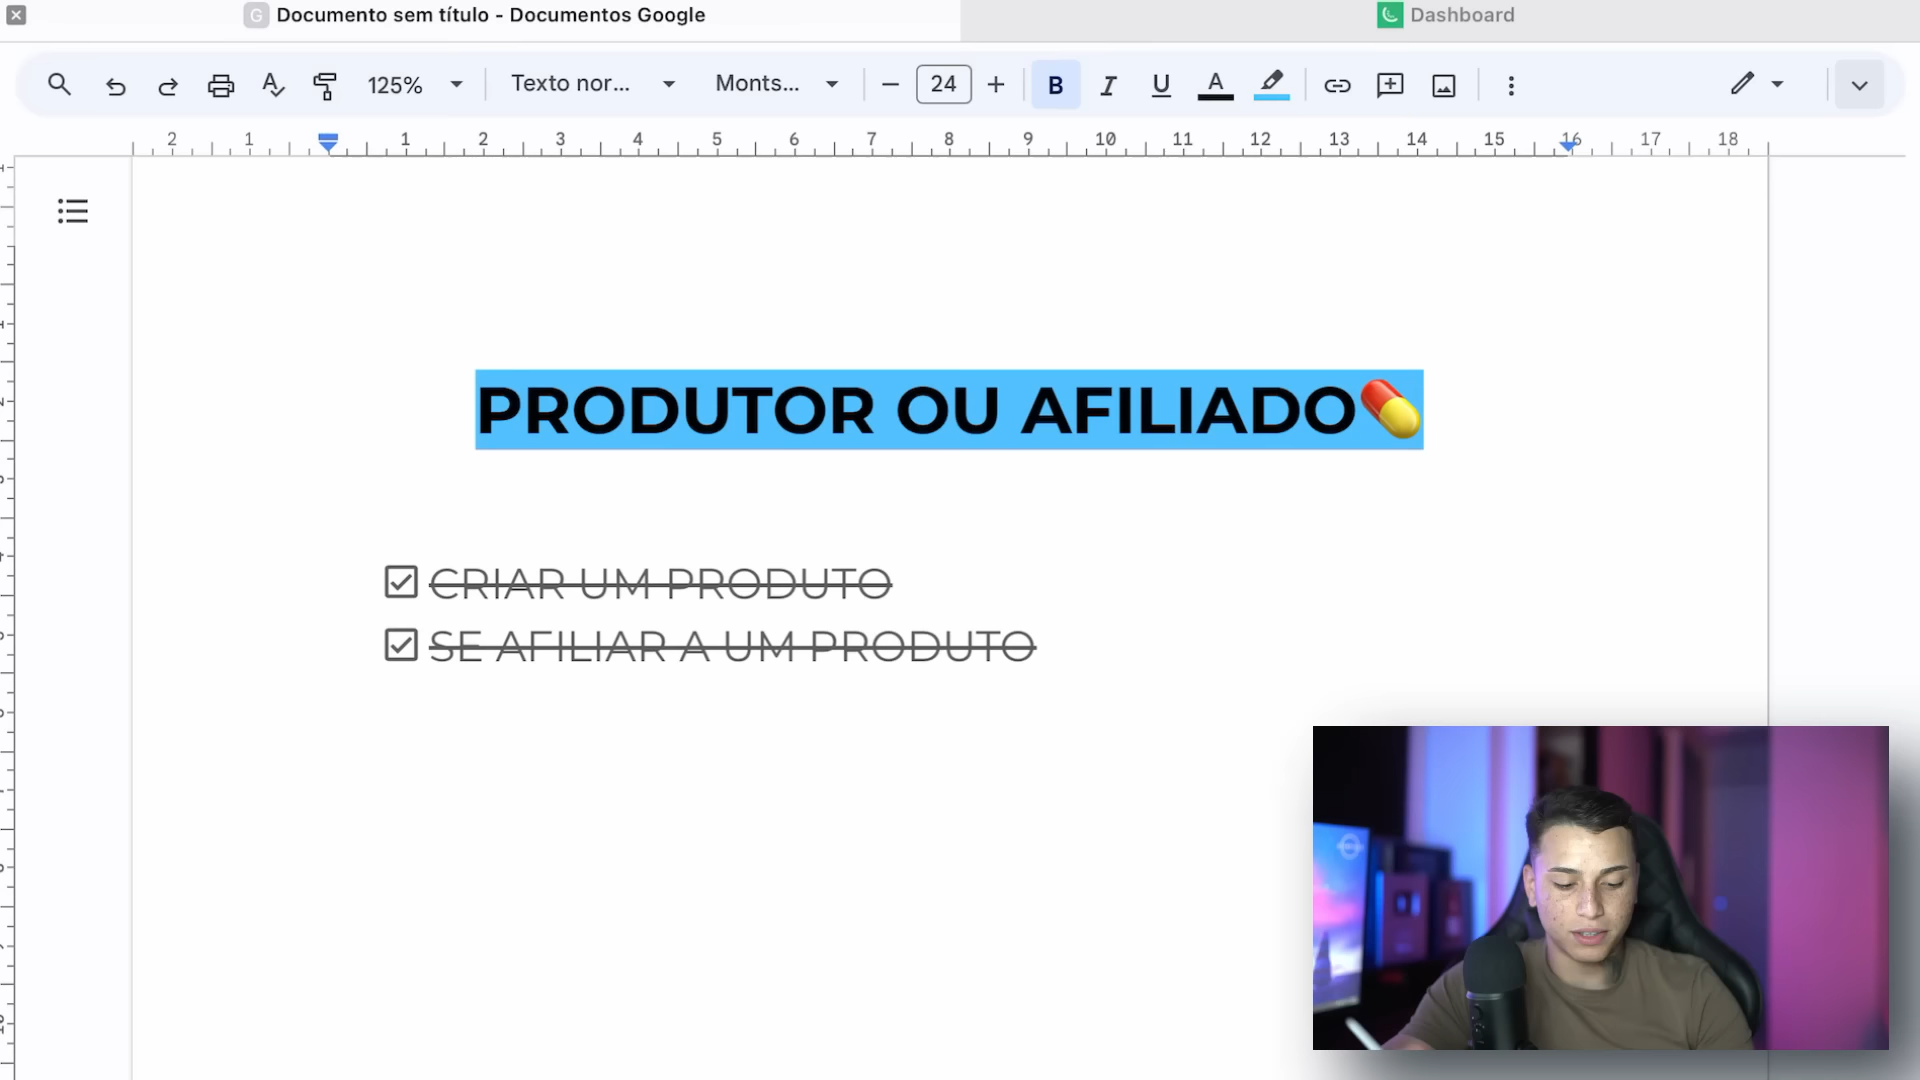 Documento sem título - Documentos Google
Dashboard
125%
Texto nor...
Monts...
24
B
I
U
A
2 1 1 2 3 4 5 6 7 8 9 10 11 12 13 14 15 16 17 18
PRODUTOR OU AFILIADO
CRIAR UM PRODUTO
SE AFILIAR A UM PRODUTO